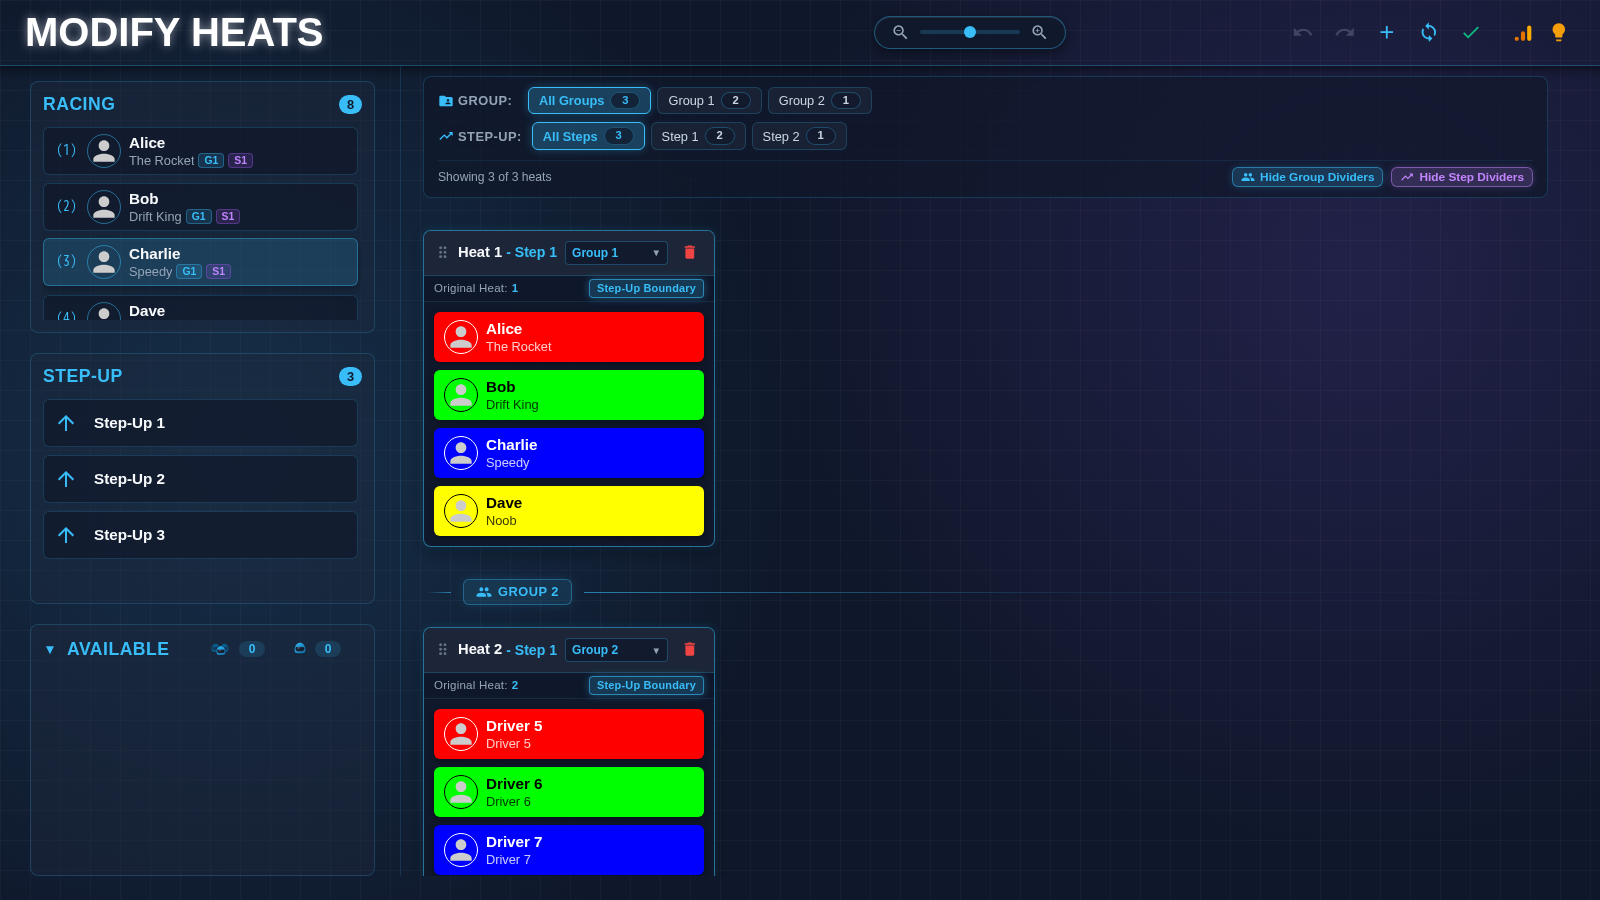 MODIFY HEATS
RACING 8
(1) Alice
The Rocket G1 S1
(2) Bob
Drift King G1 S1
(3) Charlie
Speedy G1 S1
(4) Dave
STEP-UP 3
Step-Up 1
Step-Up 2
Step-Up 3
▼ AVAILABLE 0 0
GROUP: All Groups 3 Group 1 2 Group 2 1
STEP-UP: All Steps 3 Step 1 2 Step 2 1
Showing 3 of 3 heats Hide Group Dividers Hide Step Dividers
Heat 1 - Step 1 Group 1 ▼
Original Heat: 1 Step-Up Boundary
Alice
The Rocket
Bob
Drift King
Charlie
Speedy
Dave
Noob
GROUP 2
Heat 2 - Step 1 Group 2 ▼
Original Heat: 2 Step-Up Boundary
Driver 5
Driver 5
Driver 6
Driver 6
Driver 7
Driver 7